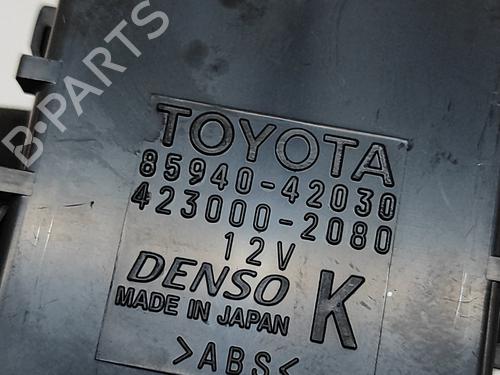 B-PARTS
TOYOTA
85940-42030
423000-2080
12V
DENSO
MADE IN JAPAN
K
>ABS<